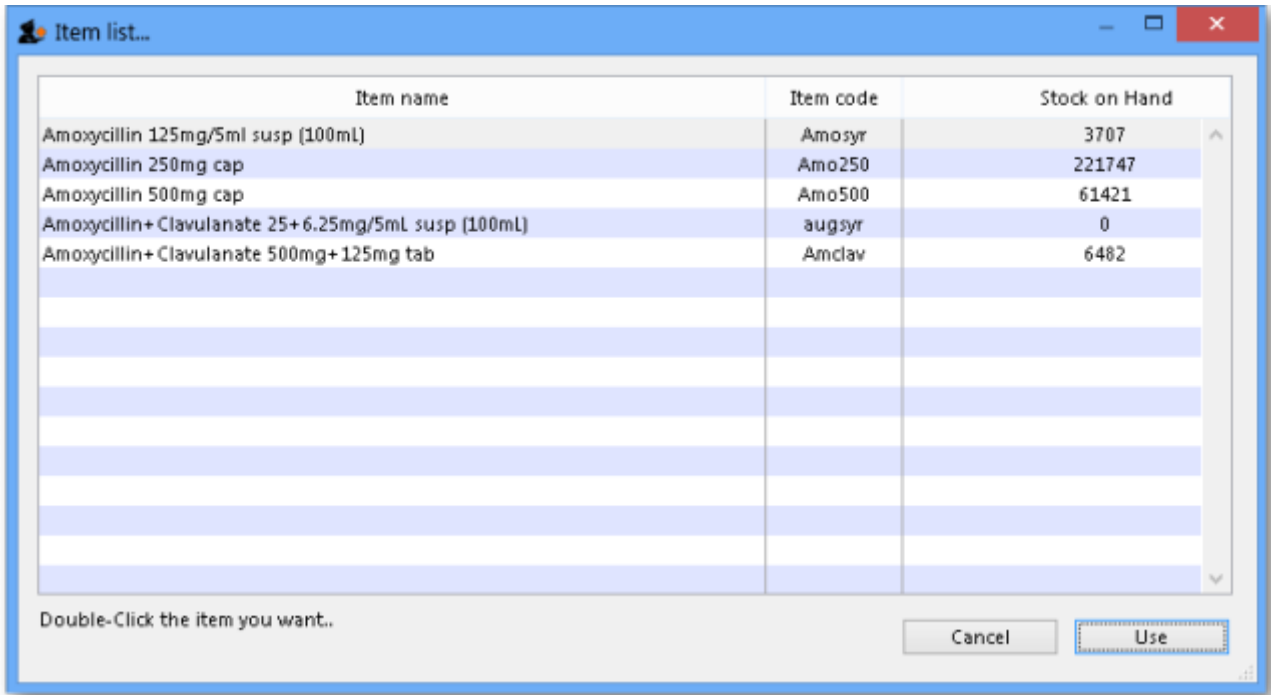 Item list...
Item name Item code Stock on Hand
Amoxycillin 125mg/5ml susp (100mL) Amosyr 3707
Amoxycillin 250mg cap Amo250 221747
Amoxycillin 500mg cap Amo500 61421
Amoxycillin+Clavulanate 25+6.25mg/5mL susp (100mL) augsyr 0
Amoxycillin+Clavulanate 500mg+125mg tab Amclav 6482
Double-Click the item you want..
Cancel Use